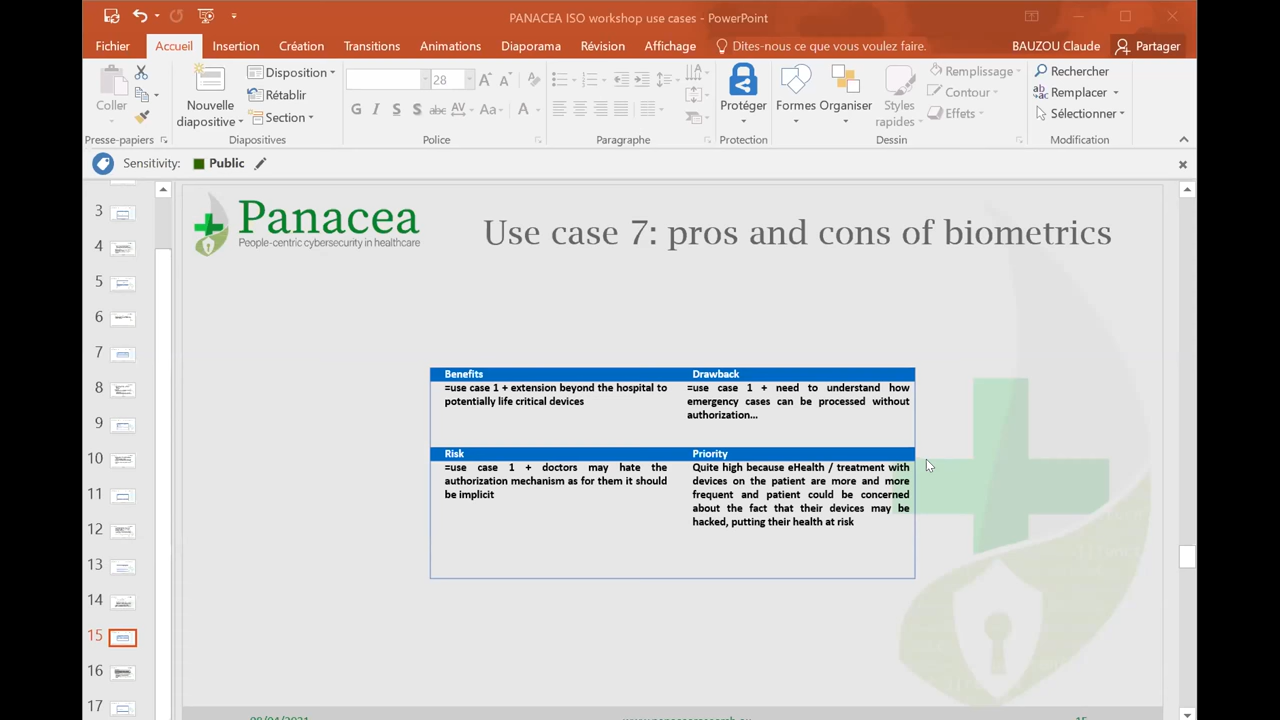 PANACEA ISO workshop use cases - PowerPoint
Fichier Accueil Insertion Création Transitions Animations Diaporama Révision Affichage Dites-nous ce que vous voulez faire. BAUZOU Claude Partager
Coller
Presse-papiers
Nouvelle
diapositive
Disposition
Rétablir
Section
Diapositives
28
G I S S abc AV Aa A
Police
Paragraphe
Protéger
Protection
Formes Organiser Styles
rapides
Remplissage
Contour
Effets
Dessin
Rechercher
Remplacer
Sélectionner
Modification
Sensitivity: Public
3
4
5
6
7
8
9
10
11
12
13
14
15
16
17
Panacea
People-centric cybersecurity in healthcare
Use case 7: pros and cons of biometrics
Benefits
=use case 1 + extension beyond the hospital to
potentially life critical devices
Drawback
=use case 1 + need to understand how
emergency cases can be processed without
authorization...
Risk
=use case 1 + doctors may hate the
authorization mechanism as for them it should
be implicit
Priority
Quite high because eHealth / treatment with
devices on the patient are more and more
frequent and patient could be concerned
about the fact that their devices may be
hacked, putting their health at risk
15